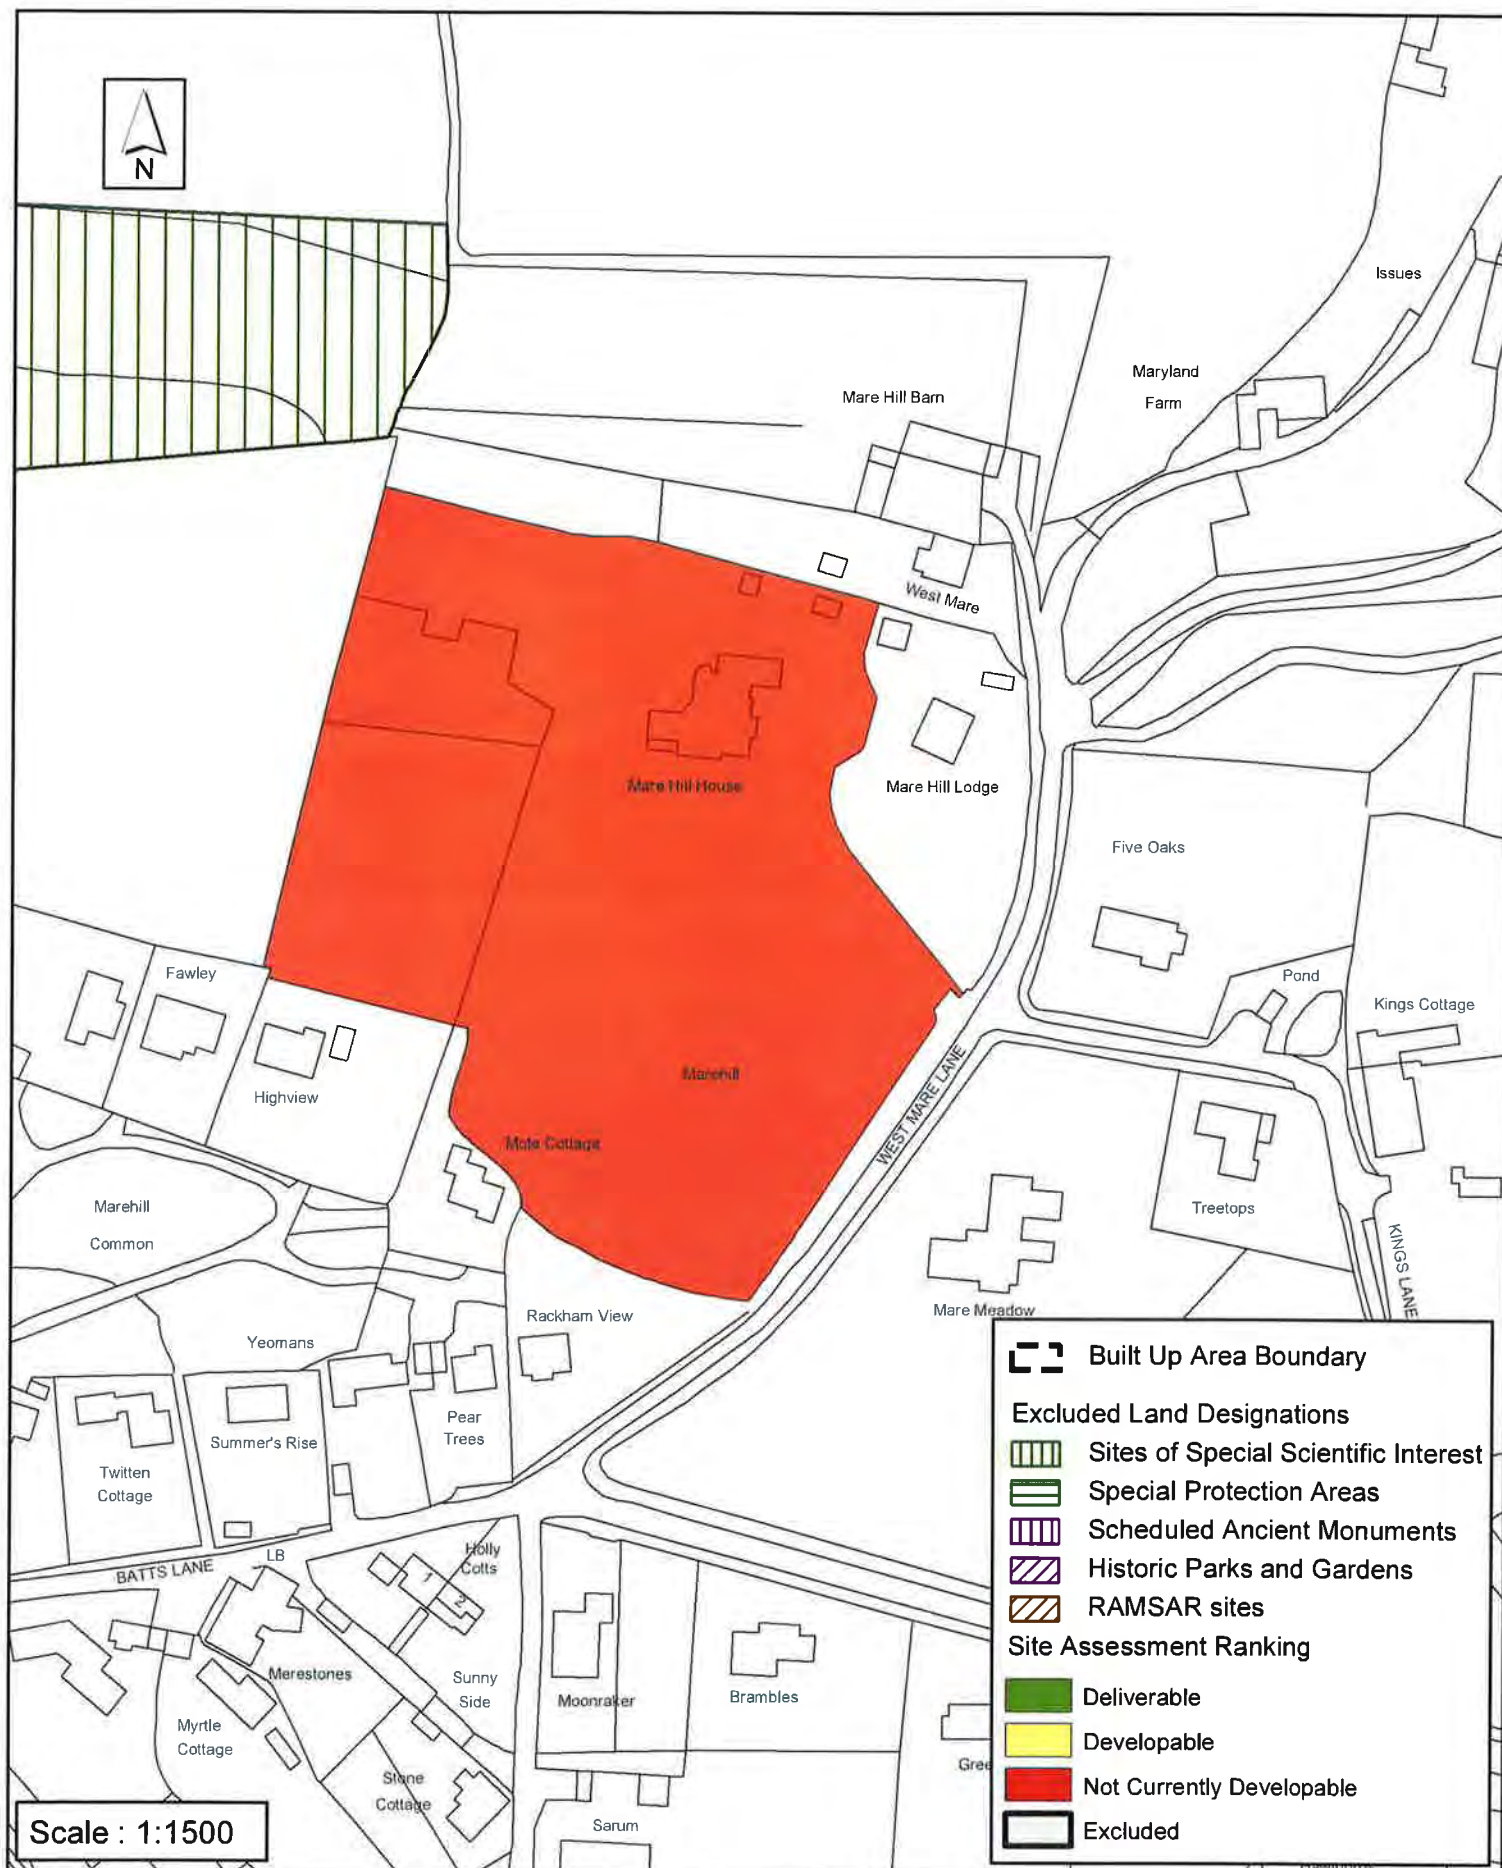 N
Issues
Maryland
Farm
Mare Hill Barn
West Mare
Mare Hill House
Mare Hill Lodge
Five Oaks
Fawley
Pond
Kings Cottage
Highview
Marehill
WEST MARE LANE
Mole Cottage
Marehill
Common
Treetops
KINGS LANE
Mare Meadow
Rackham View
Yeomans
Pear
Trees
Summer's Rise
Twitten
Cottage
BATTS LANE
LB
Holly
Cotts
1
2
Merestones
Sunny
Side
Moonraker
Brambles
Myrtle
Cottage
Stone
Cottage
Sarum
Gree
Scale : 1:1500
Built Up Area Boundary
Excluded Land Designations
Sites of Special Scientific Interest
Special Protection Areas
Scheduled Ancient Monuments
Historic Parks and Gardens
RAMSAR sites
Site Assessment Ranking
Deliverable
Developable
Not Currently Developable
Excluded